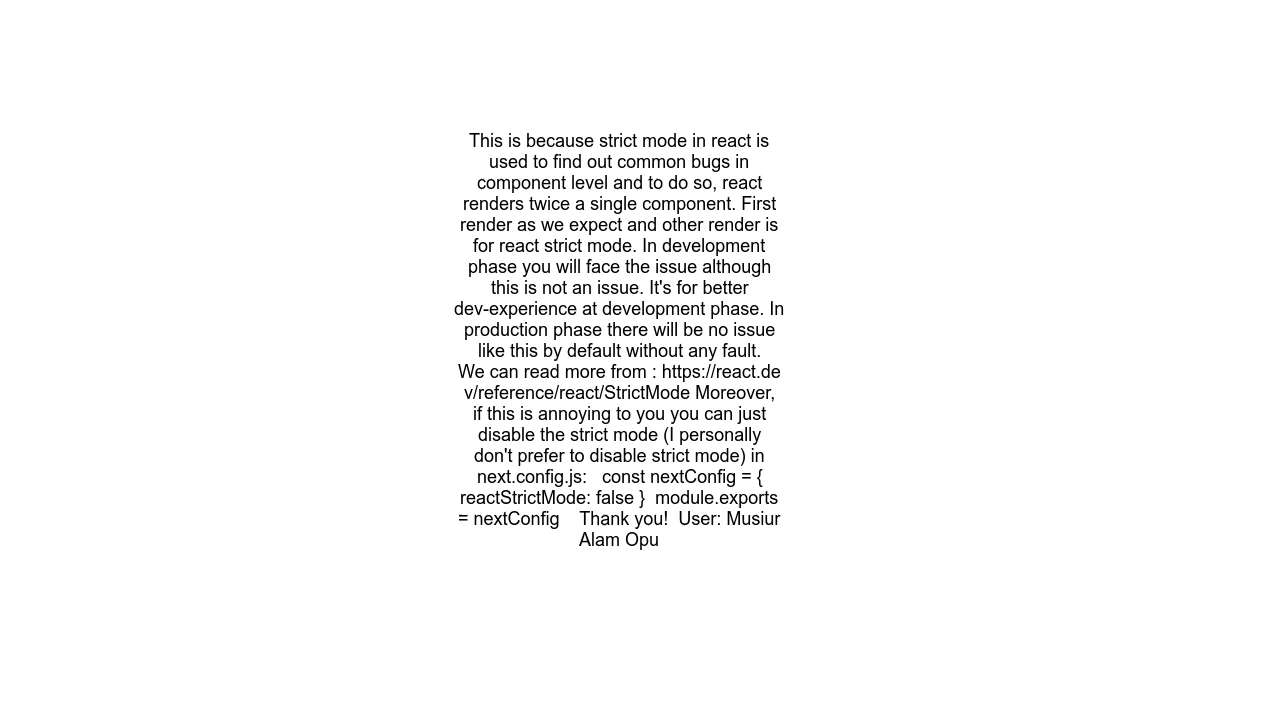 This is because strict mode in react is
used to find out common bugs in
component level and to do so, react
renders twice a single component. First
render as we expect and other render is
for react strict mode. In development
phase you will face the issue although
this is not an issue. It's for better
dev-experience at development phase. In
production phase there will be no issue
like this by default without any fault.
We can read more from : https://react.de
v/reference/react/StrictMode Moreover,
if this is annoying to you you can just
disable the strict mode (I personally
don't prefer to disable strict mode) in
next.config.js:   const nextConfig = {
reactStrictMode: false }  module.exports
= nextConfig    Thank you!  User: Musiur
Alam Opu